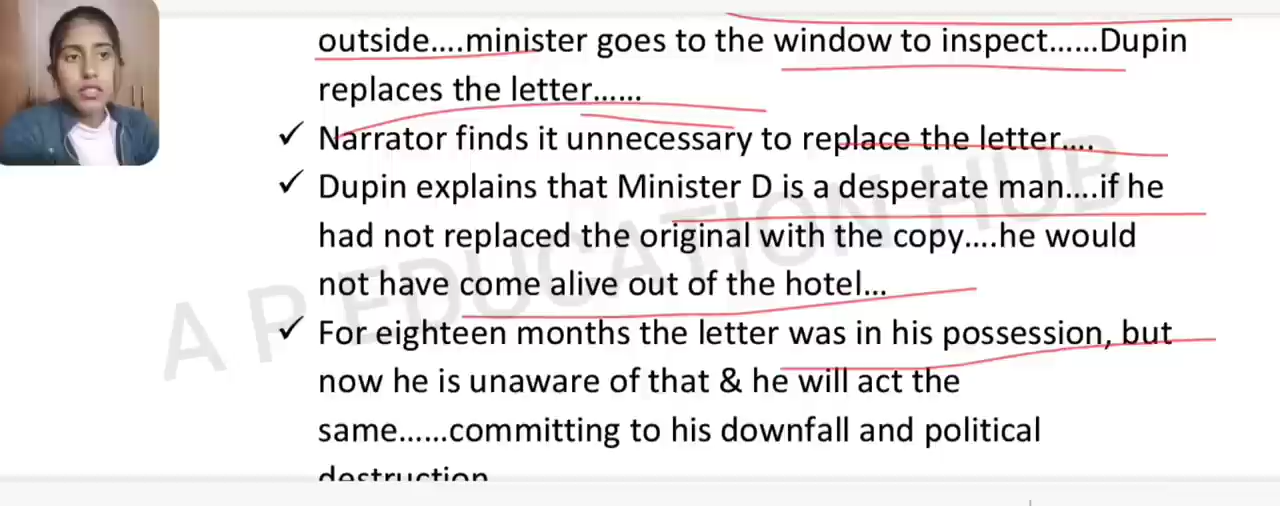 outside....minister goes to the window to inspect......Dupin
replaces the letter......
✓ Narrator finds it unnecessary to replace the letter....
✓ Dupin explains that Minister D is a desperate man....if he
had not replaced the original with the copy....he would
not have come alive out of the hotel...
✓ For eighteen months the letter was in his possession, but
now he is unaware of that & he will act the
same......committing to his downfall and political
destruction
A P EDUCATION HUB